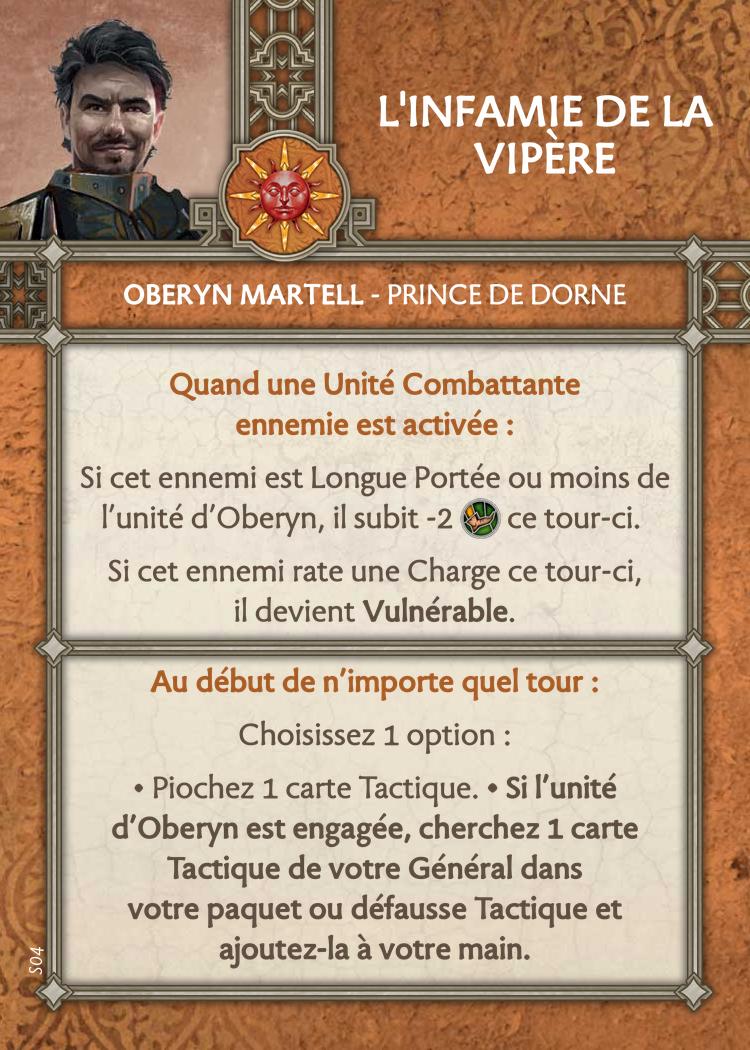 L'INFAMIE DE LA
VIPÈRE
OBERYN MARTELL - PRINCE DE DORNE
Quand une Unité Combattante
ennemie est activée :
Si cet ennemi est Longue Portée ou moins de
l'unité d'Oberyn, il subit -2 ce tour-ci.
Si cet ennemi rate une Charge ce tour-ci,
il devient Vulnérable.
Au début de n'importe quel tour :
Choisissez 1 option :
• Piochez 1 carte Tactique. • Si l'unité
d'Oberyn est engagée, cherchez 1 carte
Tactique de votre Général dans
votre paquet ou défausse Tactique et
ajoutez-la à votre main.
S04